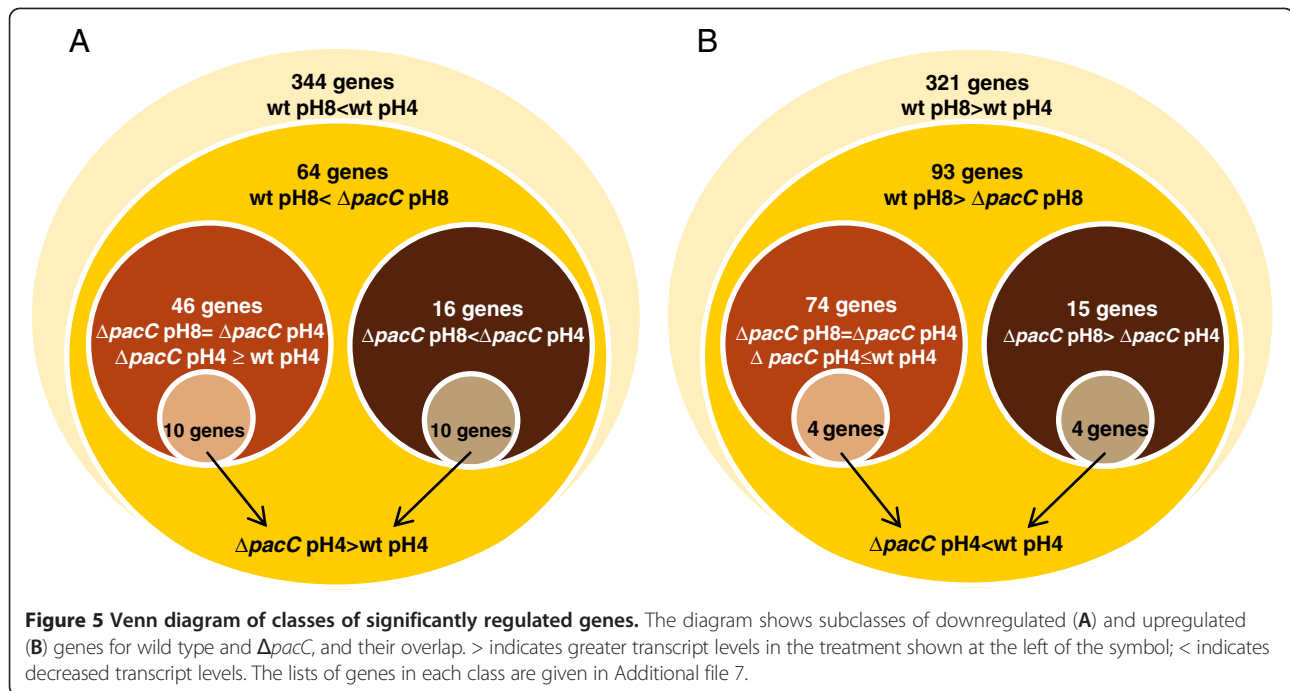 A
344 genes
wt pH8<wt pH4
64 genes
wt pH8< ΔpacC pH8
46 genes
ΔpacC pH8= ΔpacC pH4
ΔpacC pH4 ≥ wt pH4
10 genes
16 genes
ΔpacC pH8<ΔpacC pH4
10 genes
ΔpacC pH4>wt pH4
B
321 genes
wt pH8>wt pH4
93 genes
wt pH8> ΔpacC pH8
74 genes
ΔpacC pH8=ΔpacC pH4
Δ pacC pH4≤wt pH4
4 genes
15 genes
ΔpacC pH8> ΔpacC pH4
4 genes
ΔpacC pH4<wt pH4
Figure 5 Venn diagram of classes of significantly regulated genes. The diagram shows subclasses of downregulated (A) and upregulated
(B) genes for wild type and ΔpacC, and their overlap. > indicates greater transcript levels in the treatment shown at the left of the symbol; < indicates
decreased transcript levels. The lists of genes in each class are given in Additional file 7.